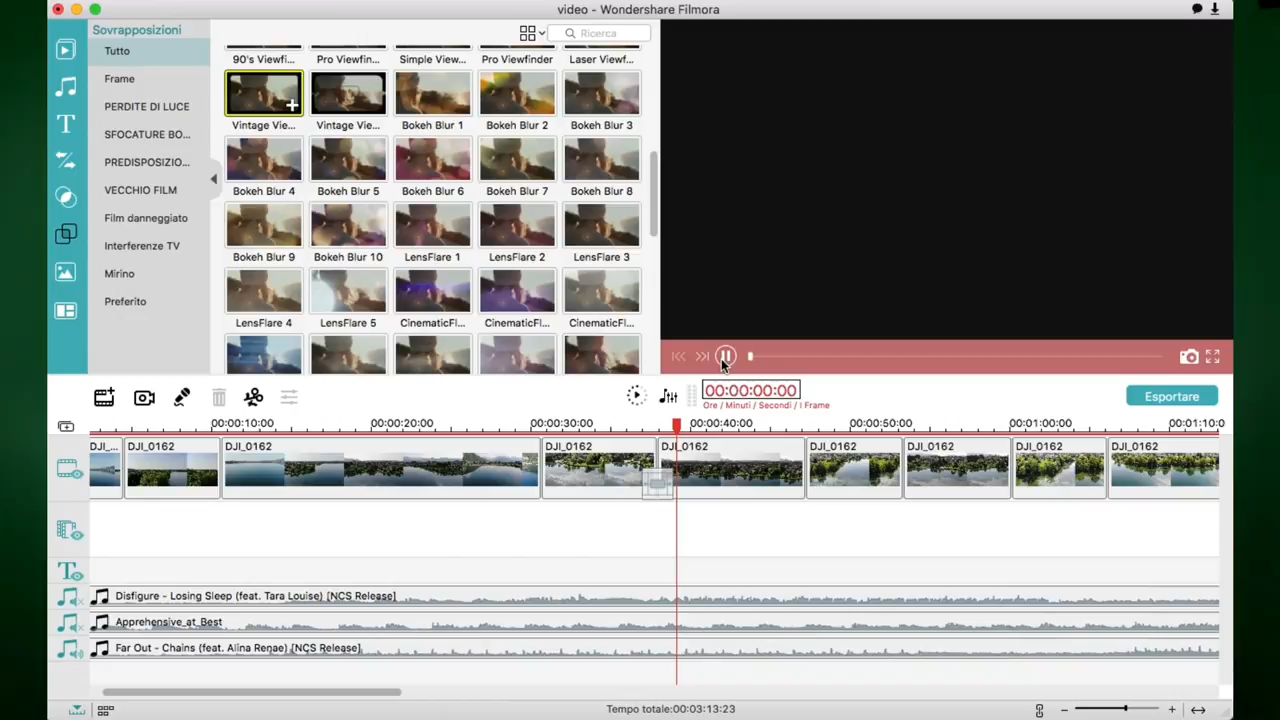 video - Wondershare Filmora
Sovrapposizioni
Tutto
Frame
PERDITE DI LUCE
SFOCATURE BO...
PREDISPOSIZIO...
VECCHIO FILM
Film danneggiato
Interferenze TV
Mirino
Preferito
Ricerca
90's Viewfi... Pro Viewfin... Simple View... Pro Viewfinder Laser Viewf...
Vintage Vie... Vintage Vie... Bokeh Blur 1 Bokeh Blur 2 Bokeh Blur 3
Bokeh Blur 4 Bokeh Blur 5 Bokeh Blur 6 Bokeh Blur 7 Bokeh Blur 8
Bokeh Blur 9 Bokeh Blur 10 LensFlare 1 LensFlare 2 LensFlare 3
LensFlare 4 LensFlare 5 CinematicFl... CinematicFl... CinematicFl...
00:00:00:00
Ore / Minuti / Secondi / I Frame
Esportare
00:00:10:00 00:00:20:00 00:00:30:00 00:00:40:00 00:00:50:00 00:01:00:00 00:01:10:0
DJI_... DJI_0162 DJI_0162 DJI_0162 DJI_0162 DJI_0162 DJI_0162 DJI_0162 DJI_0162
Disfigure - Losing Sleep (feat. Tara Louise) [NCS Release]
Apprehensive_at_Best
Far Out - Chains (feat. Alina Renae) [NCS Release]
Tempo totale:00:03:13:23